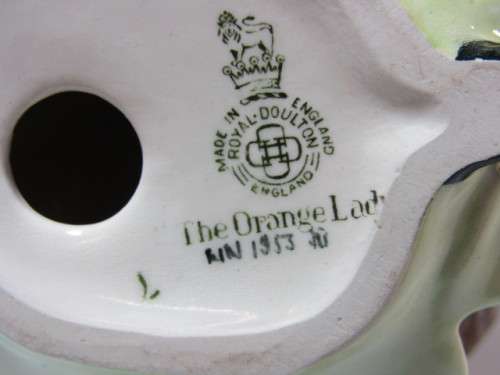 MADE IN ENGLAND
ROYAL·DOULTON
ENGLAND
The Orange Lady
HN 1953